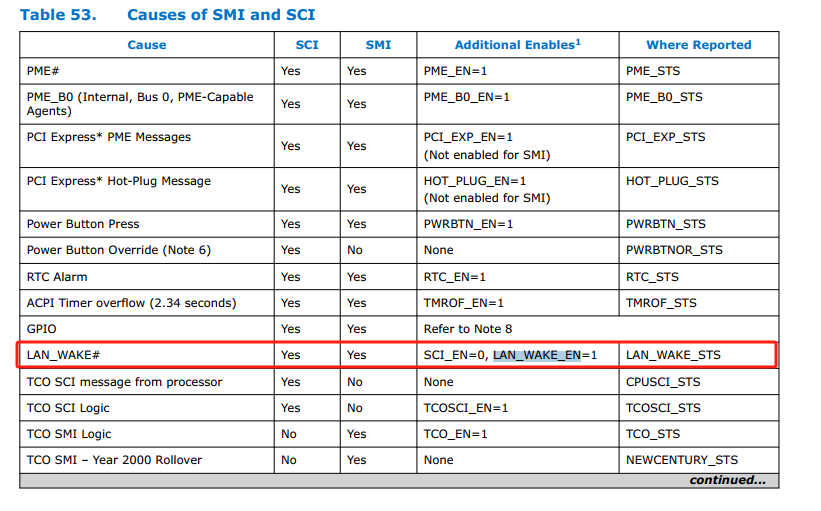 Table 53. Causes of SMI and SCI
Cause SCI SMI Additional Enables1 Where Reported
PME# Yes Yes PME_EN=1 PME_STS
PME_B0 (Internal, Bus 0, PME-Capable
Agents) Yes Yes PME_B0_EN=1 PME_B0_STS
PCI Express* PME Messages Yes Yes PCI_EXP_EN=1 PCI_EXP_STS
(Not enabled for SMI)
PCI Express* Hot-Plug Message Yes Yes HOT_PLUG_EN=1 HOT_PLUG_STS
(Not enabled for SMI)
Power Button Press Yes Yes PWRBTN_EN=1 PWRBTN_STS
Power Button Override (Note 6) Yes No None PWRBTNOR_STS
RTC Alarm Yes Yes RTC_EN=1 RTC_STS
ACPI Timer overflow (2.34 seconds) Yes Yes TMROF_EN=1 TMROF_STS
GPIO Yes Yes Refer to Note 8
LAN_WAKE# Yes Yes SCI_EN=0, LAN_WAKE_EN=1 LAN_WAKE_STS
TCO SCI message from processor Yes No None CPUSCI_STS
TCO SCI Logic Yes No TCOSCI_EN=1 TCOSCI_STS
TCO SMI Logic No Yes TCO_EN=1 TCO_STS
TCO SMI – Year 2000 Rollover No Yes None NEWCENTURY_STS
continued...